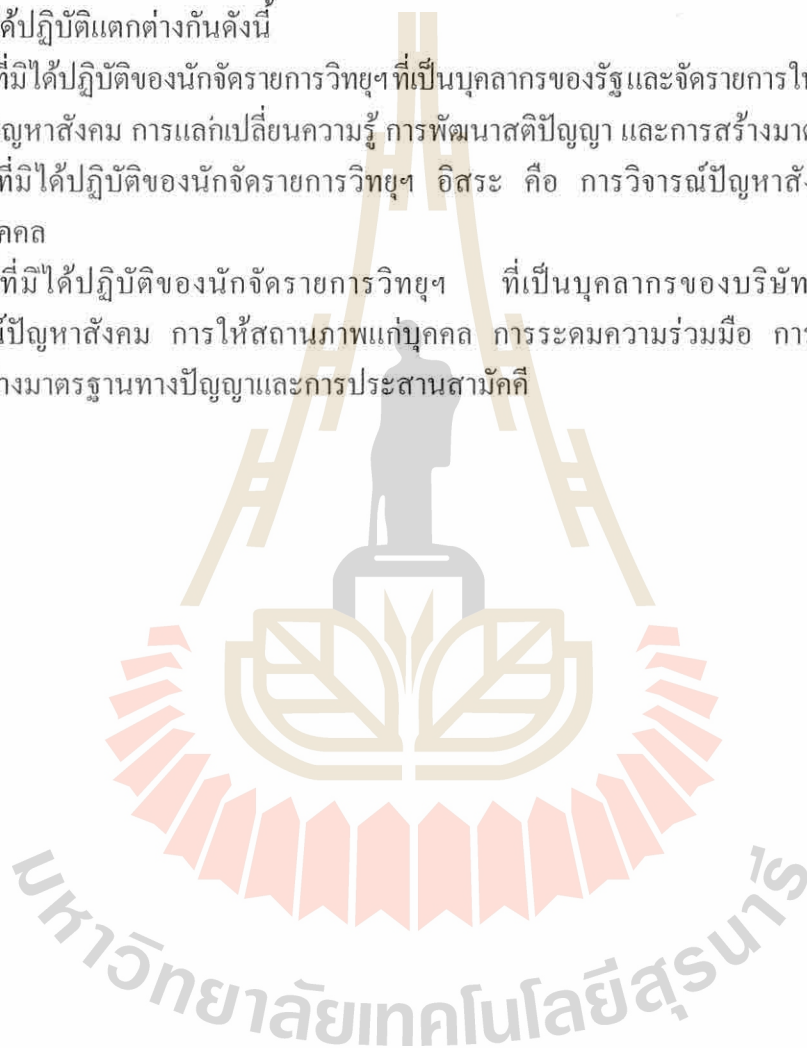 ด้ปฏิบัติแตกต่างกันดังนี้
ที่มิได้ปฏิบัติของนักจัดรายการวิทยุฯที่เป็นบุคลากรของรัฐและจัดรายการให
ญหาสังคม การแลกเปลี่ยนความรู้ การพัฒนาสติปัญญา และการสร้างมาต
ที่มิได้ปฏิบัติของนักจัดรายการวิทยุฯ อิสระ คือ การวิจารณ์ปัญหาสัง
คคล
ที่มิได้ปฏิบัติของนักจัดรายการวิทยุฯ ที่เป็นบุคลากรของบริษัท
น์ปัญหาสังคม การให้สถานภาพแก่บุคคล การระดมความร่วมมือ การ
างมาตรฐานทางปัญญาและการประสานสามัคคี
มหาวิทยาลัยเทคโนโลยีสุรนารี